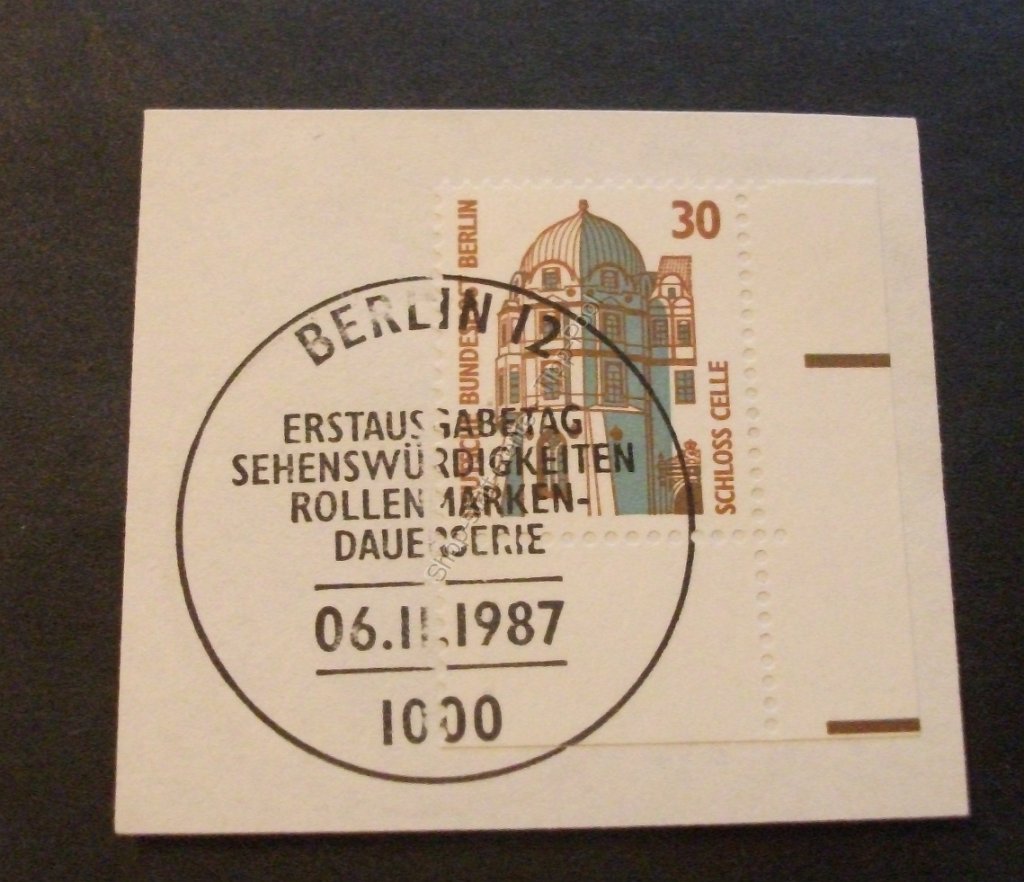 30
DEUTSCHE BUNDESPOST BERLIN
SCHLOSS CELLE
BERLIN 12
ERSTAUSGABETAG
SEHENSWÜRDIGKEITEN
ROLLENMARKEN-
DAUERSERIE
06.11.1987
1000